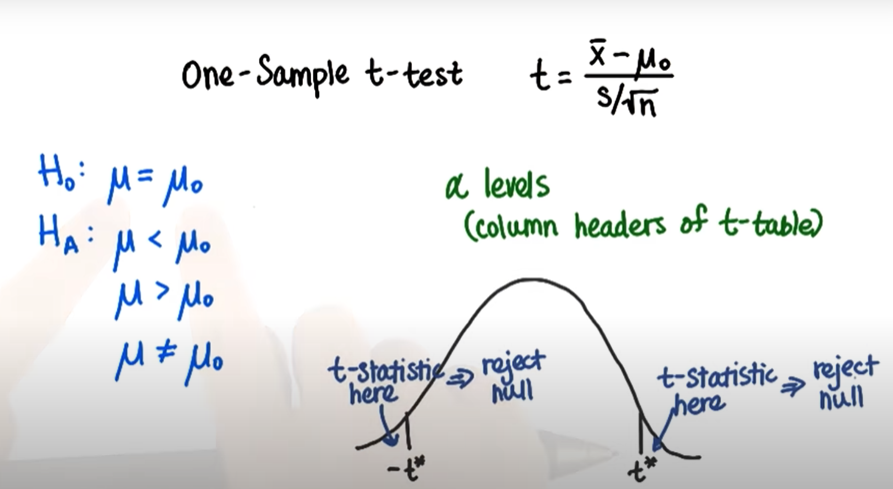 One-Sample t-test t = x̄ - μ₀ / s/√n
H₀: μ = μ₀
H_A: μ < μ₀
μ > μ₀
μ ≠ μ₀
α levels
(column headers of t-table)
t-statistic here ⇒ reject null
t-statistic here ⇒ reject null
-t*
t*